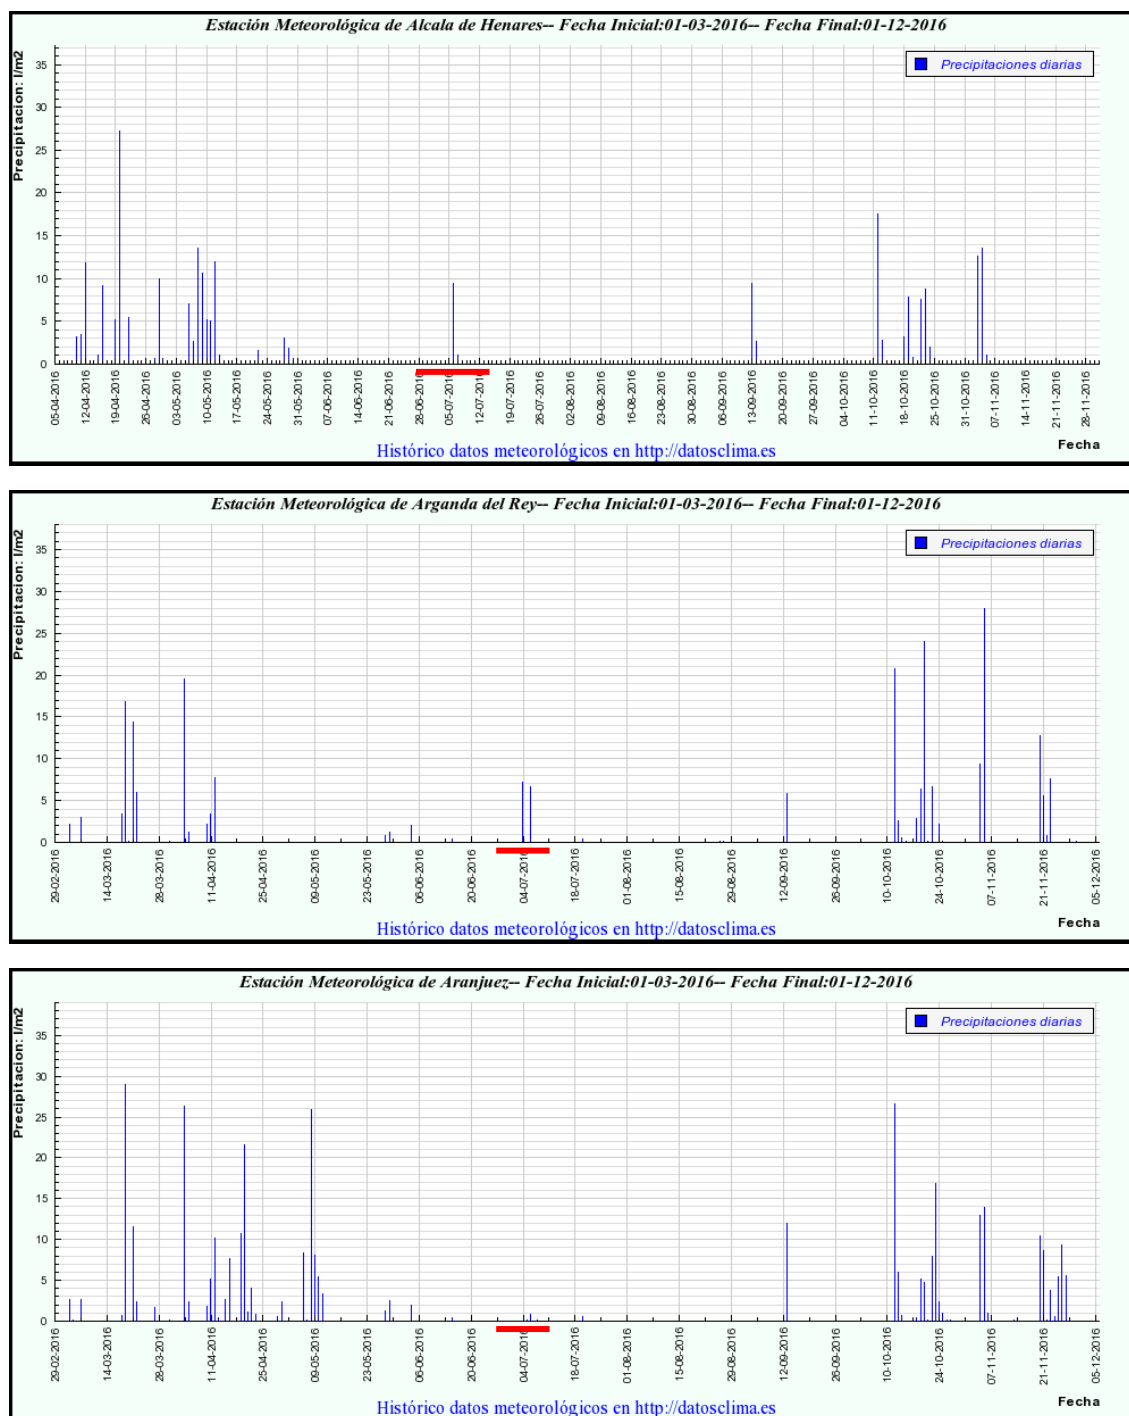 Estación Meteorológica de Alcala de Henares-- Fecha Inicial:01-03-2016-- Fecha Final:01-12-2016
Precipitacion: l/m2
Precipitaciones diarias
35
30
25
20
15
10
5
0
05-04-2016 12-04-2016 19-04-2016 26-04-2016 03-05-2016 10-05-2016 17-05-2016 24-05-2016 31-05-2016 07-06-2016 14-06-2016 21-06-2016 28-06-2016 05-07-2016 12-07-2016 19-07-2016 26-07-2016 02-08-2016 09-08-2016 16-08-2016 23-08-2016 30-08-2016 06-09-2016 13-09-2016 20-09-2016 27-09-2016 04-10-2016 11-10-2016 18-10-2016 25-10-2016 31-10-2016 07-11-2016 14-11-2016 21-11-2016 28-11-2016
Fecha
Histórico datos meteorológicos en http://datosclima.es
Estación Meteorológica de Arganda del Rey-- Fecha Inicial:01-03-2016-- Fecha Final:01-12-2016
Precipitacion: l/m2
Precipitaciones diarias
35
30
25
20
15
10
5
0
29-02-2016 14-03-2016 28-03-2016 11-04-2016 25-04-2016 09-05-2016 23-05-2016 06-06-2016 20-06-2016 04-07-2016 18-07-2016 01-08-2016 15-08-2016 29-08-2016 12-09-2016 26-09-2016 10-10-2016 24-10-2016 07-11-2016 21-11-2016 05-12-2016
Fecha
Histórico datos meteorológicos en http://datosclima.es
Estación Meteorológica de Aranjuez-- Fecha Inicial:01-03-2016-- Fecha Final:01-12-2016
Precipitacion: l/m2
Precipitaciones diarias
35
30
25
20
15
10
5
0
29-02-2016 14-03-2016 28-03-2016 11-04-2016 25-04-2016 09-05-2016 23-05-2016 06-06-2016 20-06-2016 04-07-2016 18-07-2016 01-08-2016 15-08-2016 29-08-2016 12-09-2016 26-09-2016 10-10-2016 24-10-2016 07-11-2016 21-11-2016 05-12-2016
Fecha
Histórico datos meteorológicos en http://datosclima.es